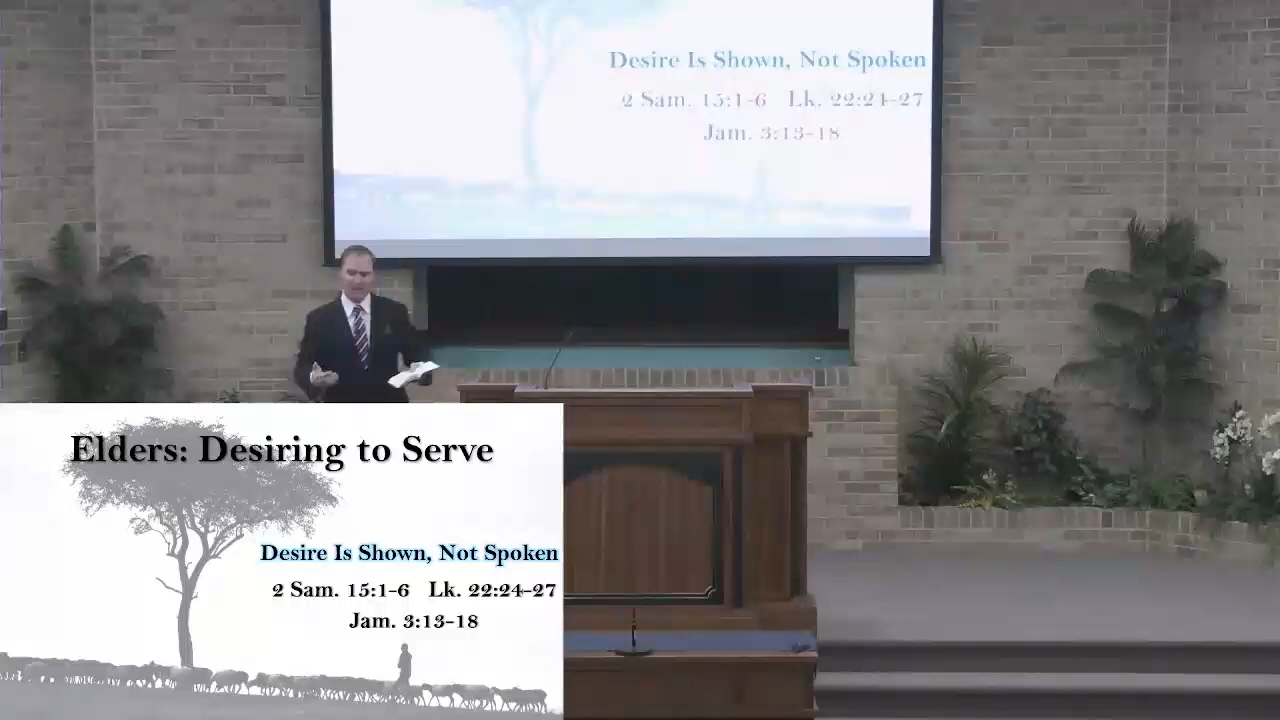 Desire Is Shown, Not Spoken
2 Sam. 15:1-6 Lk. 22:24-27
Jam. 3:13-18
Elders: Desiring to Serve
Desire Is Shown, Not Spoken
2 Sam. 15:1-6 Lk. 22:24-27
Jam. 3:13-18